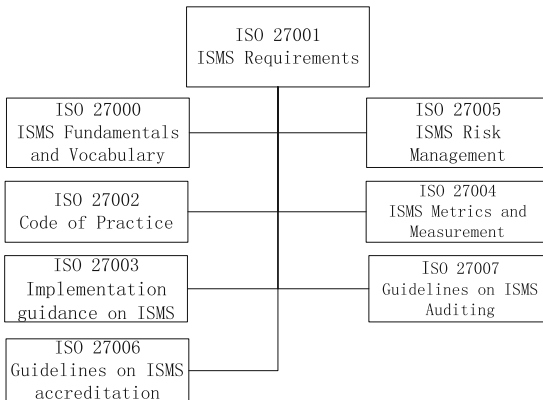 ISO 27001
ISMS Requirements
ISO 27000
ISMS Fundamentals
and Vocabulary
ISO 27005
ISMS Risk
Management
ISO 27002
Code of Practice
ISO 27004
ISMS Metrics and
Measurement
ISO 27003
Implementation
guidance on ISMS
ISO 27007
Guidelines on ISMS
Auditing
ISO 27006
Guidelines on ISMS
accreditation